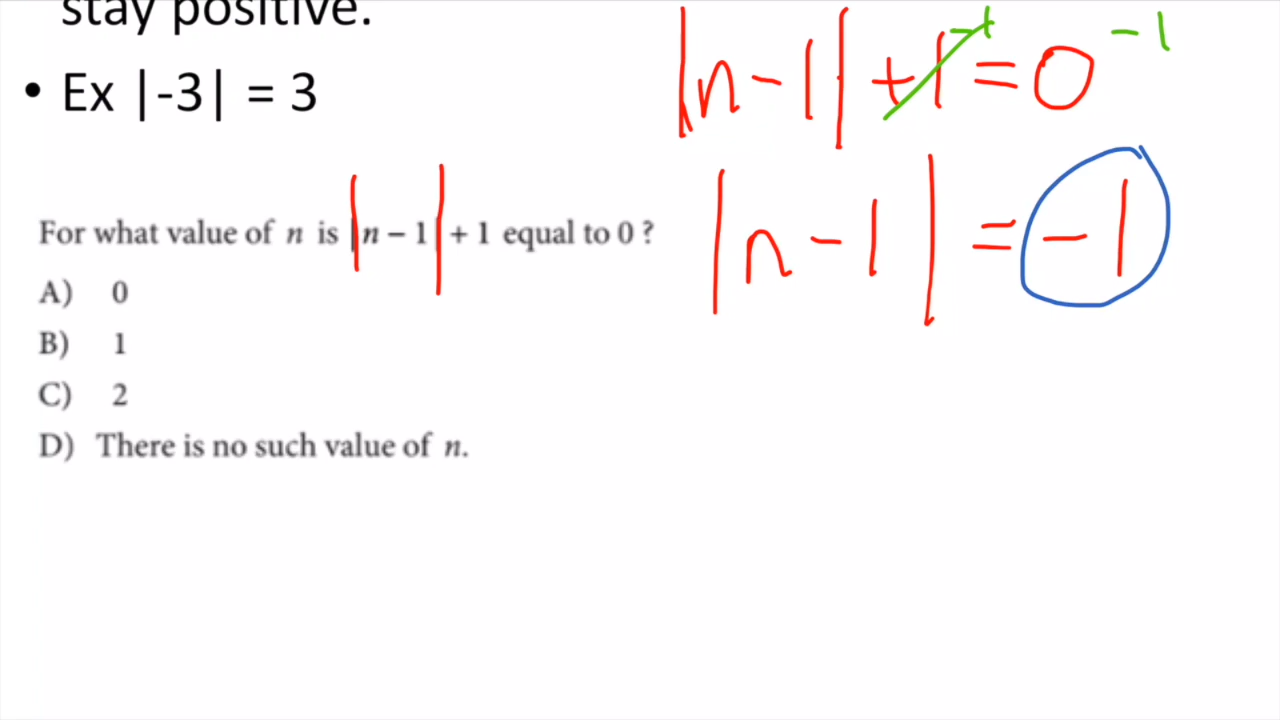 stay positive.
• Ex |-3| = 3
|n-1| +1 = 0
-1 -1
|n-1| = -1
For what value of n is |n − 1| + 1 equal to 0 ?
A) 0
B) 1
C) 2
D) There is no such value of n.